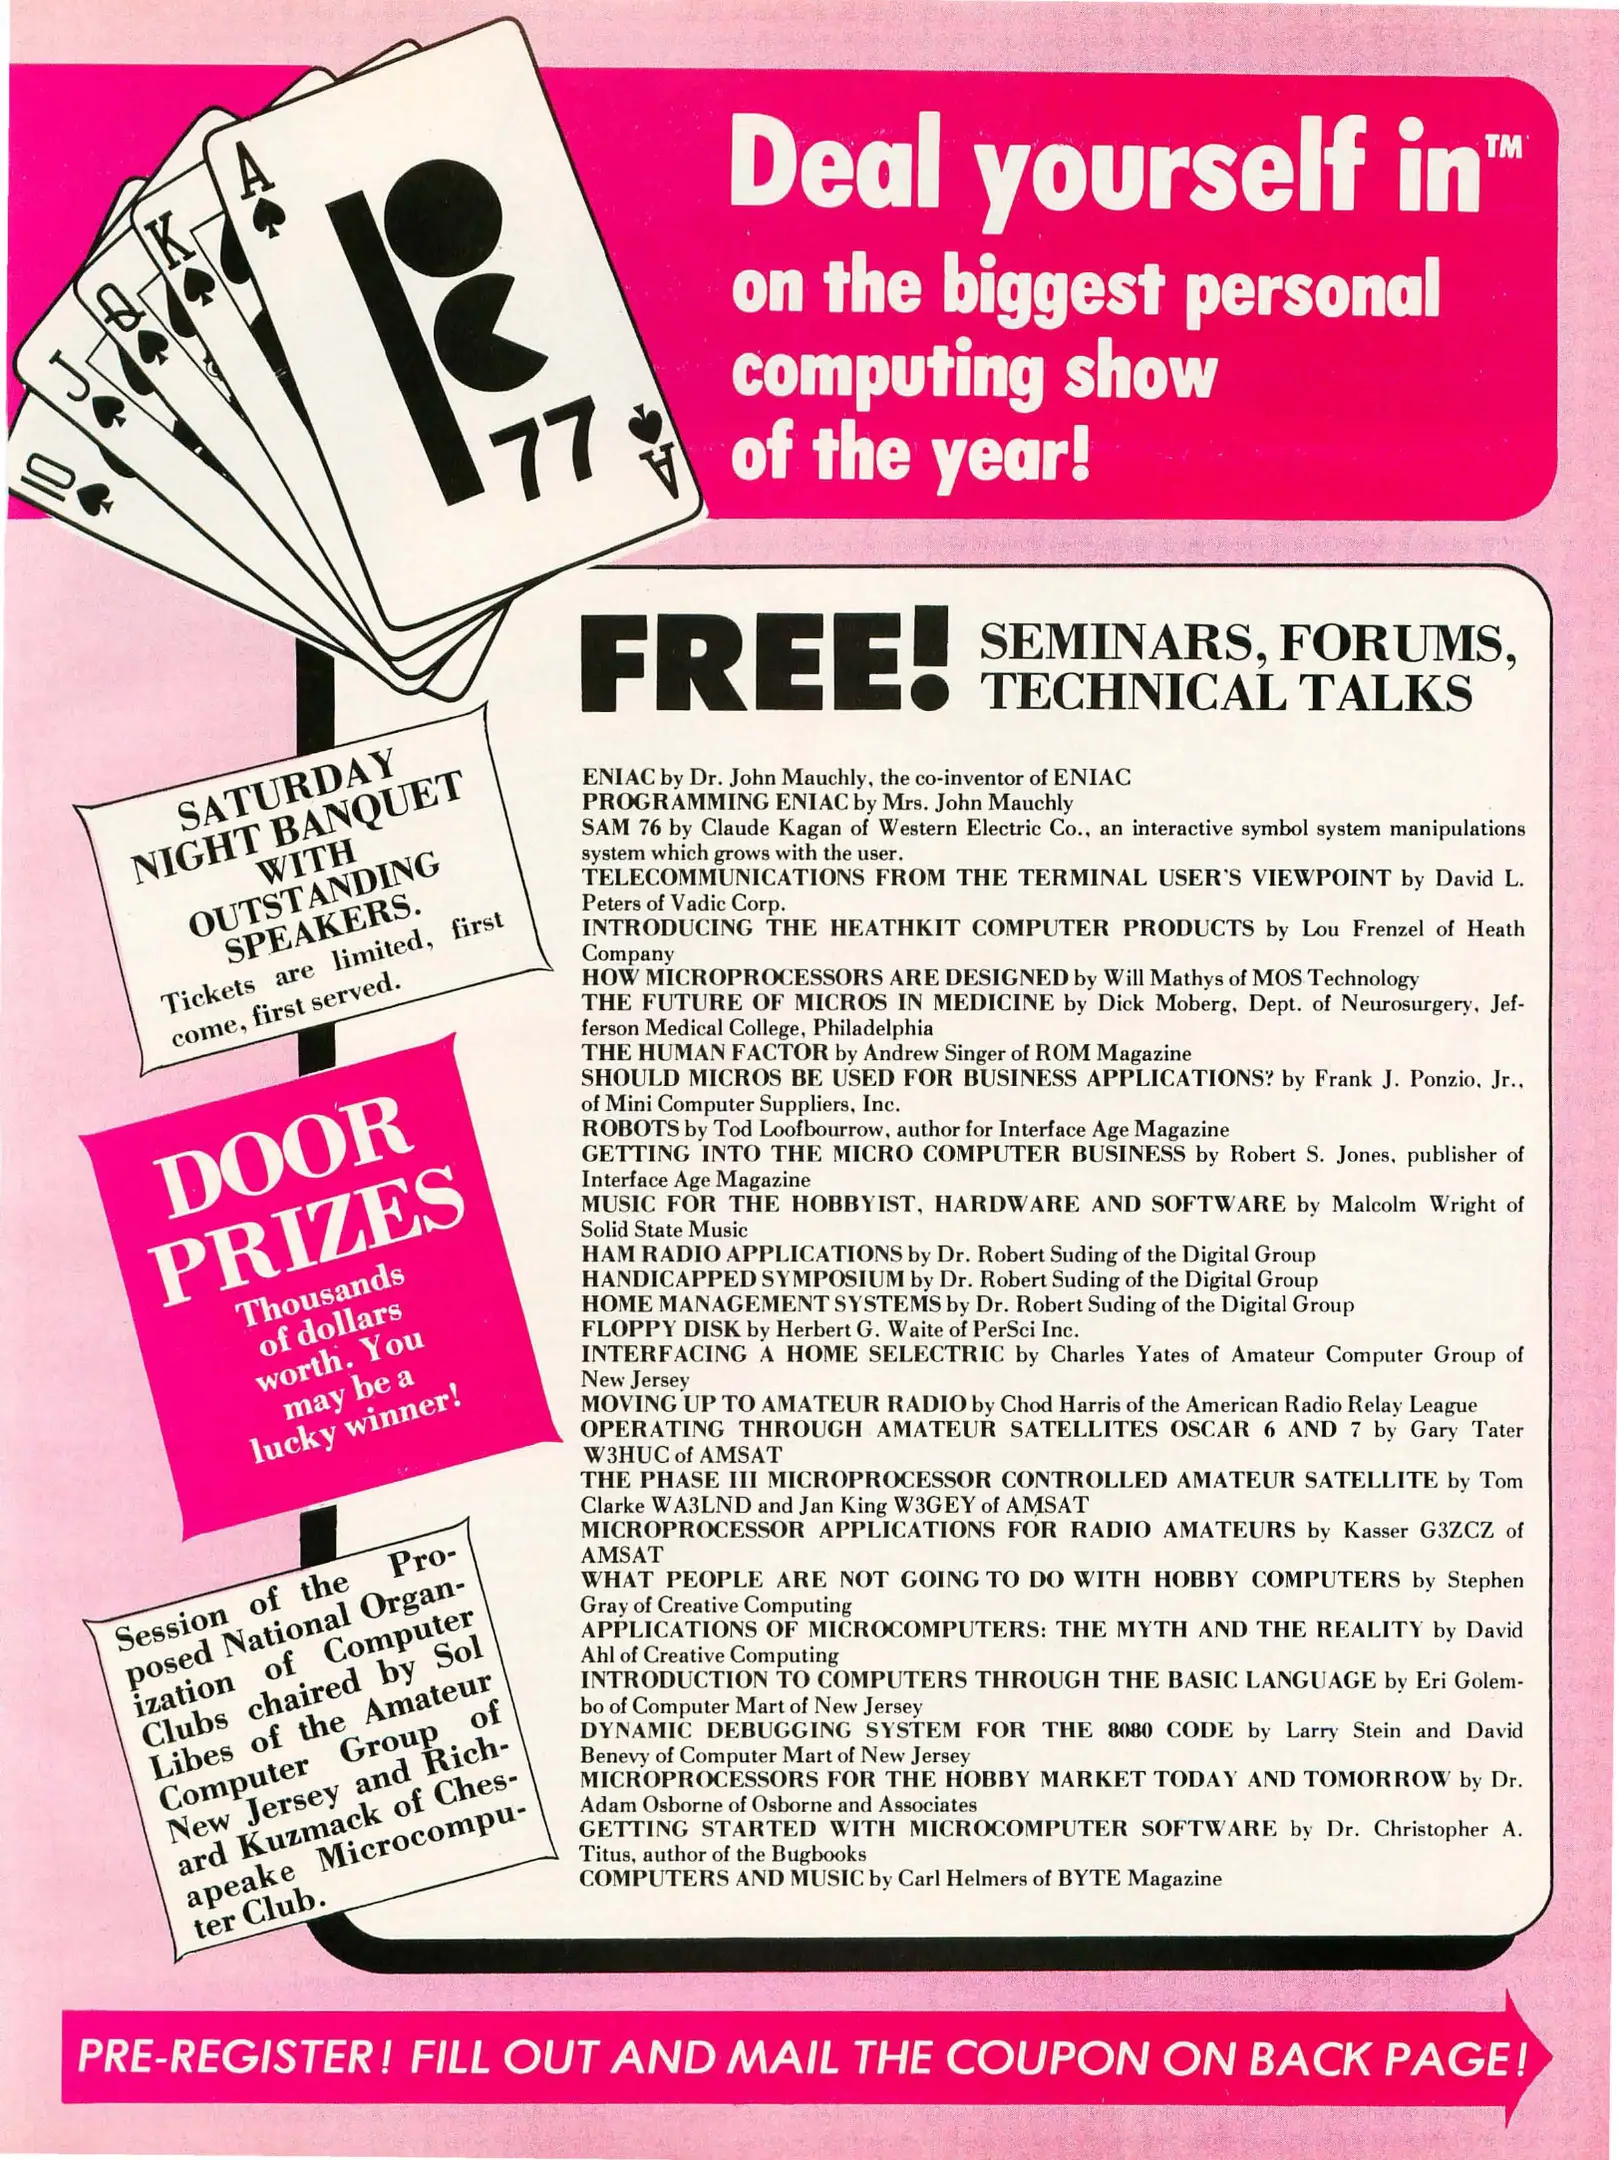 A
K
Q
J
10
77
A
Deal yourself in™
on the biggest personal
computing show
of the year!
FREE!
SEMINARS, FORUMS,
TECHNICAL TALKS
SATURDAY
NIGHT BANQUET
WITH
OUTSTANDING
SPEAKERS.
Tickets are limited, first
come, first served.
DOOR
PRIZES
Thousands
of dollars
worth. You
may be a
lucky winner!
Session of the Pro-
posed National Organ-
ization of Computer
Clubs chaired by Sol
Libes of the Amateur
Computer Group of
New Jersey and Rich-
ard Kuzmack of Ches-
apeake Microcompu-
ter Club.
ENIAC by Dr. John Mauchly, the co-inventor of ENIAC
PROGRAMMING ENIAC by Mrs. John Mauchly
SAM 76 by Claude Kagan of Western Electric Co., an interactive symbol system manipulations
system which grows with the user.
TELECOMMUNICATIONS FROM THE TERMINAL USER'S VIEWPOINT by David L.
Peters of Vadic Corp.
INTRODUCING THE HEATHKIT COMPUTER PRODUCTS by Lou Frenzel of Heath
Company
HOW MICROPROCESSORS ARE DESIGNED by Will Mathys of MOS Technology
THE FUTURE OF MICROS IN MEDICINE by Dick Moberg, Dept. of Neurosurgery, Jef-
ferson Medical College, Philadelphia
THE HUMAN FACTOR by Andrew Singer of ROM Magazine
SHOULD MICROS BE USED FOR BUSINESS APPLICATIONS? by Frank J. Ponzio, Jr.,
of Mini Computer Suppliers, Inc.
ROBOTS by Tod Loofbourrow, author for Interface Age Magazine
GETTING INTO THE MICRO COMPUTER BUSINESS by Robert S. Jones, publisher of
Interface Age Magazine
MUSIC FOR THE HOBBYIST, HARDWARE AND SOFTWARE by Malcolm Wright of
Solid State Music
HAM RADIO APPLICATIONS by Dr. Robert Suding of the Digital Group
HANDICAPPED SYMPOSIUM by Dr. Robert Suding of the Digital Group
HOME MANAGEMENT SYSTEMS by Dr. Robert Suding of the Digital Group
FLOPPY DISK by Herbert G. Waite of PerSci Inc.
INTERFACING A HOME SELECTRIC by Charles Yates of Amateur Computer Group of
New Jersey
MOVING UP TO AMATEUR RADIO by Chod Harris of the American Radio Relay League
OPERATING THROUGH AMATEUR SATELLITES OSCAR 6 AND 7 by Gary Tater
W3HUC of AMSAT
THE PHASE III MICROPROCESSOR CONTROLLED AMATEUR SATELLITE by Tom
Clarke WA3LND and Jan King W3GEY of AMSAT
MICROPROCESSOR APPLICATIONS FOR RADIO AMATEURS by Kasser G3ZCZ of
AMSAT
WHAT PEOPLE ARE NOT GOING TO DO WITH HOBBY COMPUTERS by Stephen
Gray of Creative Computing
APPLICATIONS OF MICROCOMPUTERS: THE MYTH AND THE REALITY by David
Ahl of Creative Computing
INTRODUCTION TO COMPUTERS THROUGH THE BASIC LANGUAGE by Eri Golem-
bo of Computer Mart of New Jersey
DYNAMIC DEBUGGING SYSTEM FOR THE 8080 CODE by Larry Stein and David
Benevy of Computer Mart of New Jersey
MICROPROCESSORS FOR THE HOBBY MARKET TODAY AND TOMORROW by Dr.
Adam Osborne of Osborne and Associates
GETTING STARTED WITH MICROCOMPUTER SOFTWARE by Dr. Christopher A.
Titus, author of the Bugbooks
COMPUTERS AND MUSIC by Carl Helmers of BYTE Magazine
PRE-REGISTER! FILL OUT AND MAIL THE COUPON ON BACK PAGE!